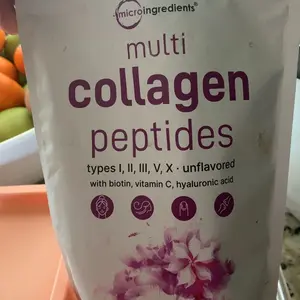 microingredients®
multi
collagen
peptides
types I, II, III, V, X · unflavored
with biotin, vitamin C, hyaluronic acid